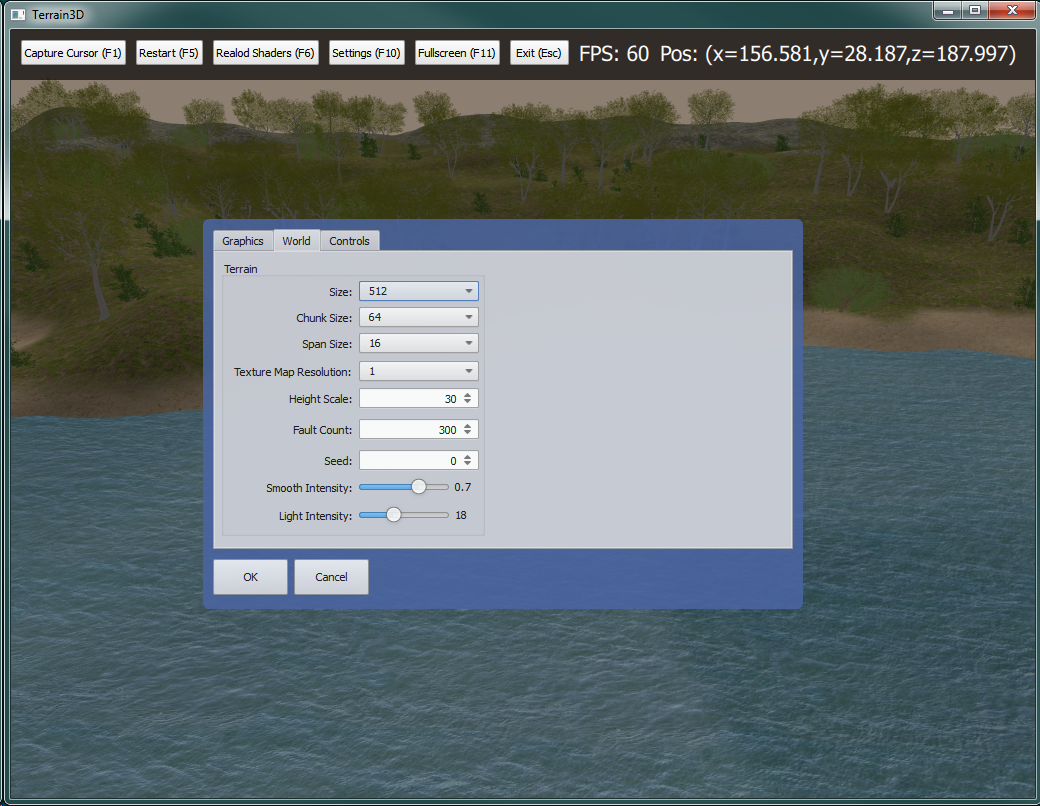 Terrain3D
Capture Cursor (F1) Restart (F5) Realod Shaders (F6) Settings (F10) Fullscreen (F11) Exit (Esc) FPS: 60 Pos: (x=156.581,y=28.187,z=187.997)
Graphics World Controls
Terrain
Size: 512
Chunk Size: 64
Span Size: 16
Texture Map Resolution: 1
Height Scale: 30
Fault Count: 300
Seed: 0
Smooth Intensity: 0.7
Light Intensity: 18
OK Cancel